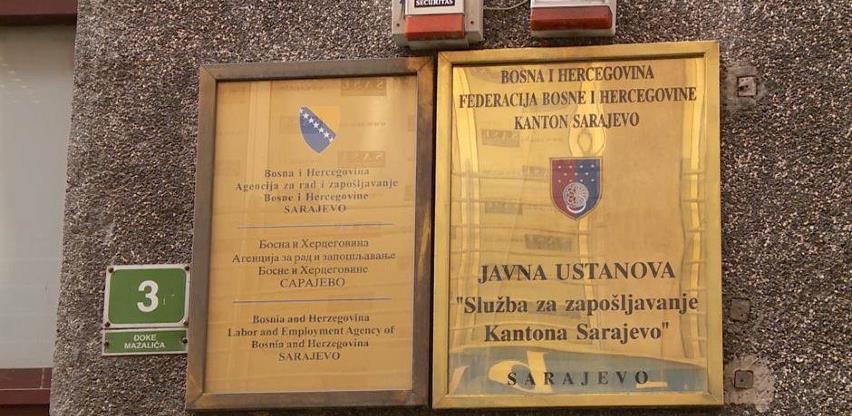 SECURITAS
Bosna i Hercegovina
Agencija za rad i zapošljavanje
Bosne i Hercegovine
SARAJEVO
Босна и Херцеговина
Агенција за рад и запошљавање
Босне и Херцеговине
САРАЈЕВО
Bosnia and Herzegovina
Labor and Employment Agency of
Bosnia and Herzegovina
SARAJEVO
BOSNA I HERCEGOVINA
FEDERACIJA BOSNE I HERCEGOVINE
KANTON SARAJEVO
JAVNA USTANOVA
"Služba za zapošljavanje
Kantona Sarajevo"
SARAJEVO
3
ĐOKE
MAZALIĆA